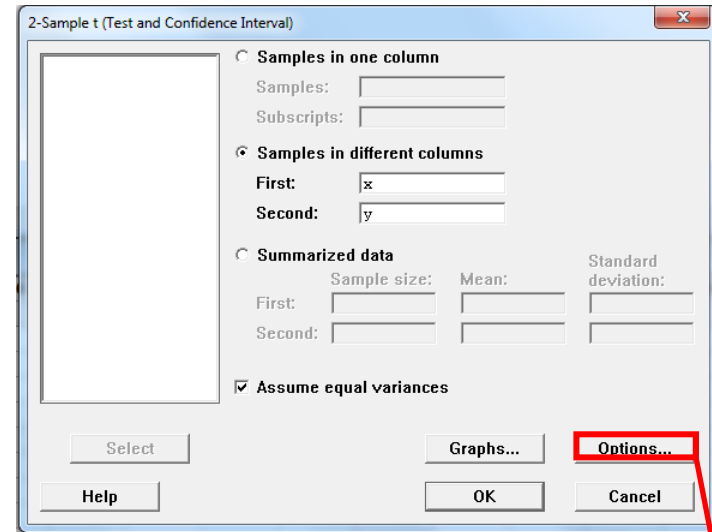 2-Sample t (Test and Confidence Interval)
Samples in one column
Samples:
Subscripts:
Samples in different columns
First: x
Second: y
Summarized data
Sample size: Mean: Standard deviation:
First:
Second:
Assume equal variances
Select Graphs... Options...
Help OK Cancel